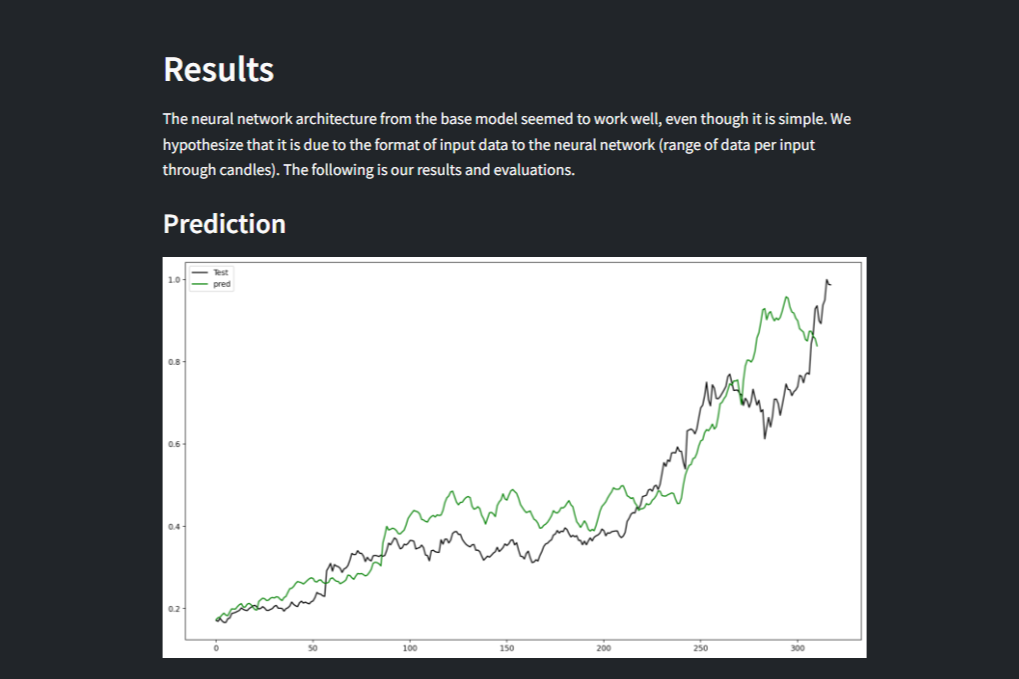 Results
The neural network architecture from the base model seemed to work well, even though it is simple. We
hypothesize that it is due to the format of input data to the neural network (range of data per input
through candles). The following is our results and evaluations.
Prediction
Test
pred
1.0
0.8
0.6
0.4
0.2
0 50 100 150 200 250 300